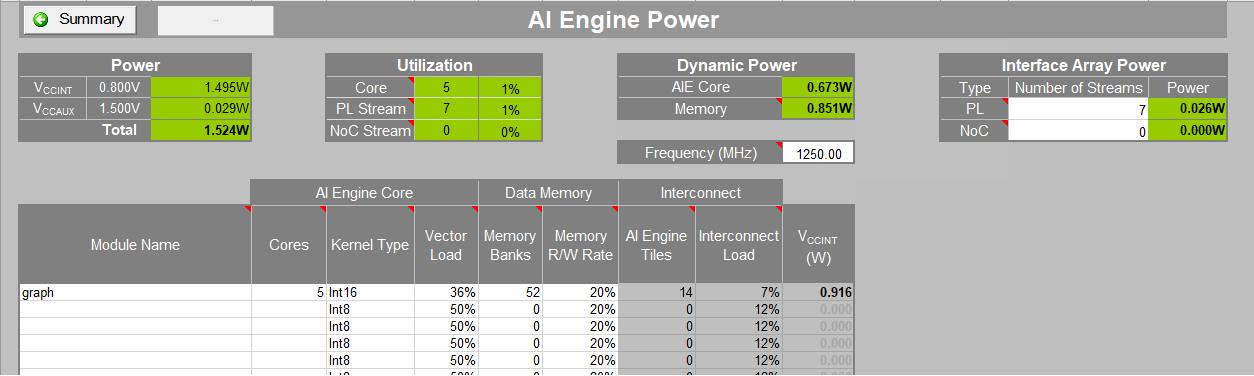 Summary
AI Engine Power
Power
VCCINT 0.800V 1.495W
VCCAUX 1.500V 0.029W
Total 1.524W
Utilization
Core 5 1%
PL Stream 7 1%
NoC Stream 0 0%
Dynamic Power
AIE Core 0.673W
Memory 0.851W
Frequency (MHz) 1250.00
Interface Array Power
Type Number of Streams Power
PL 7 0.026W
NoC 0 0.000W
AI Engine Core Data Memory Interconnect
Module Name Cores Kernel Type Vector Load Memory Banks Memory R/W Rate AI Engine Tiles Interconnect Load VCCINT (W)
graph 5 Int16 36% 52 20% 14 7% 0.916
Int8 50% 0 20% 0 12% 0.000
Int8 50% 0 20% 0 12% 0.000
Int8 50% 0 20% 0 12% 0.000
Int8 50% 0 20% 0 12% 0.000